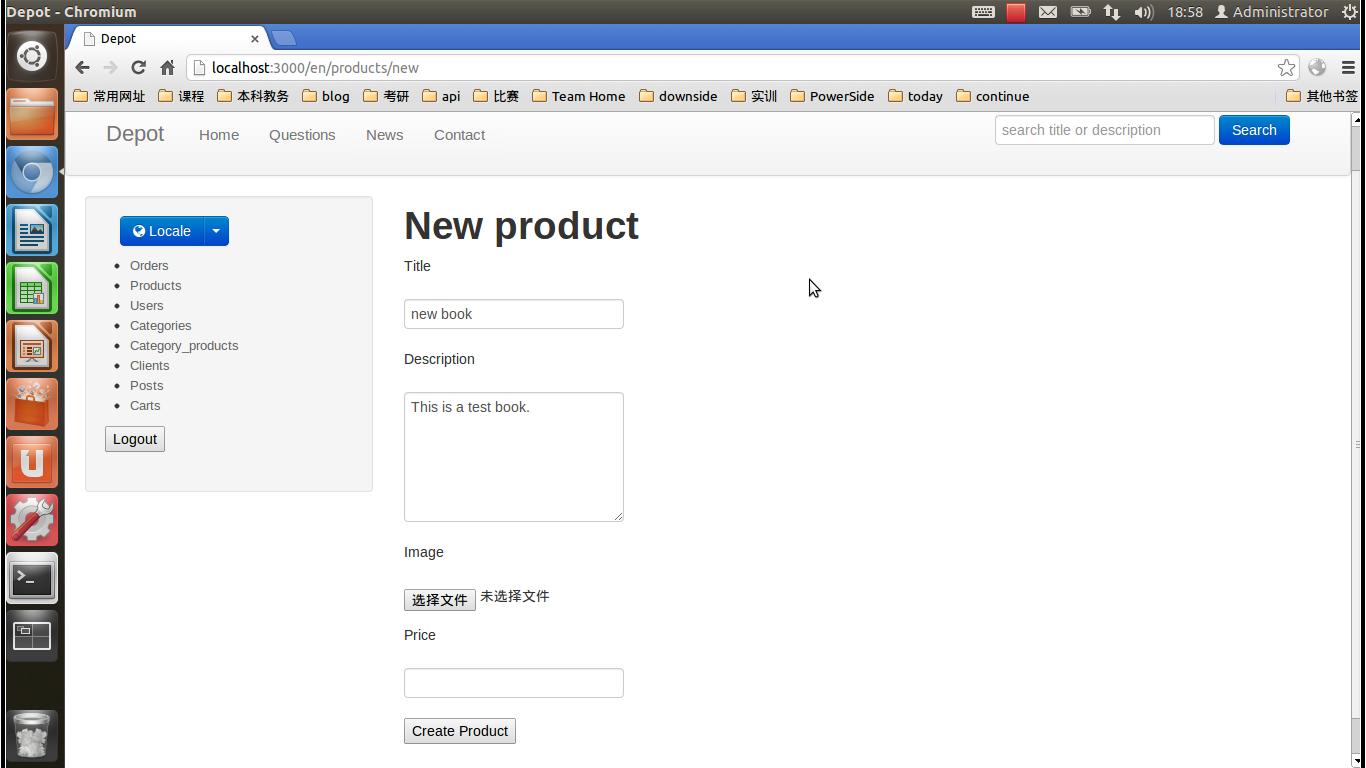 Depot - Chromium
18:58 Administrator
Depot
localhost:3000/en/products/new
常用网址 课程 本科教务 blog 考研 api 比赛 Team Home downside 实训 PowerSide today continue 其他书签
Depot Home Questions News Contact search title or description Search
Locale
Orders
Products
Users
Categories
Category_products
Clients
Posts
Carts
Logout
New product
Title
new book
Description
This is a test book.
Image
选择文件 未选择文件
Price
Create Product